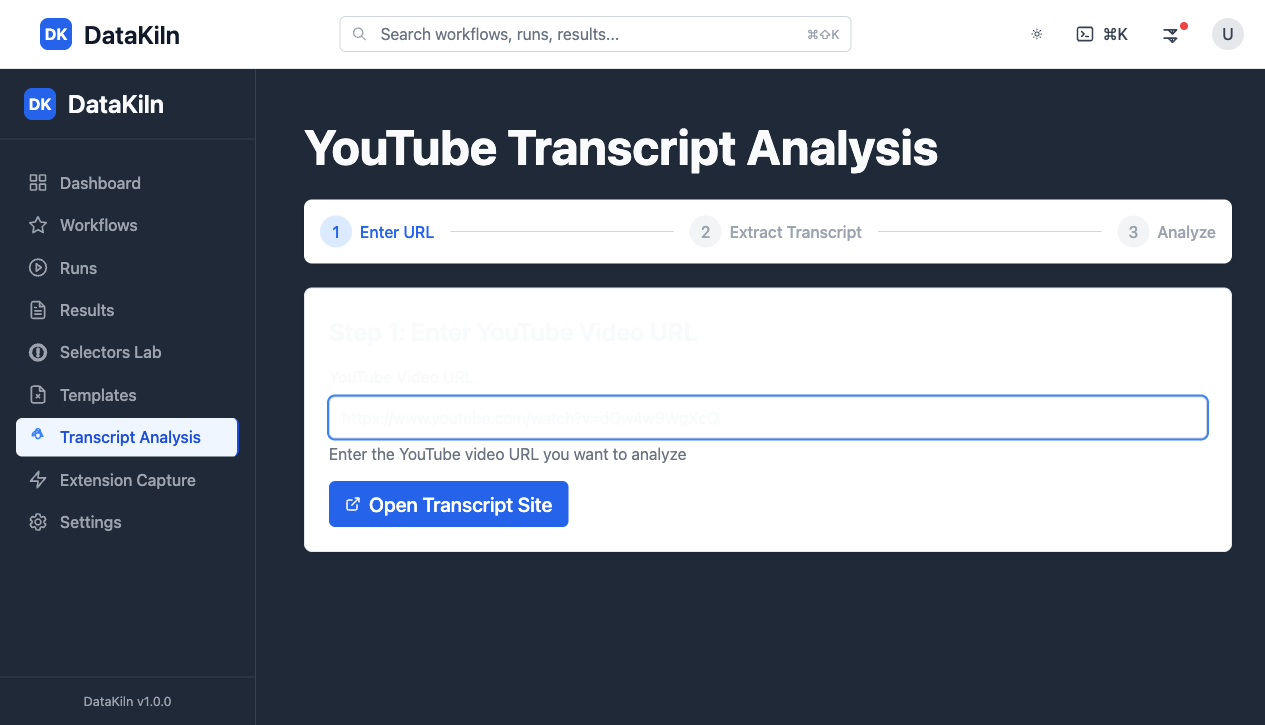 DK DataKiln
Search workflows, runs, results... ⌘⇧K
⌘K
U
DK DataKiln
Dashboard
Workflows
Runs
Results
Selectors Lab
Templates
Transcript Analysis
Extension Capture
Settings
DataKiln v1.0.0
YouTube Transcript Analysis
1 Enter URL 2 Extract Transcript 3 Analyze
Step 1: Enter YouTube Video URL
YouTube Video URL
https://www.youtube.com/watch?v=dQw4w9WgXcQ
Enter the YouTube video URL you want to analyze
Open Transcript Site